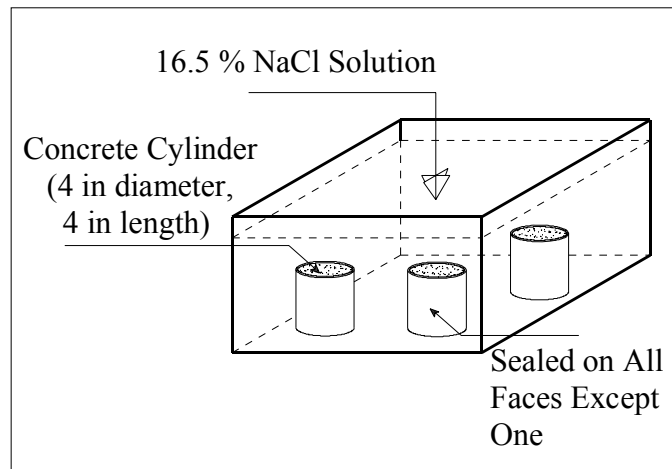 16.5 % NaCl Solution
Concrete Cylinder
(4 in diameter,
4 in length)
Sealed on All
Faces Except
One